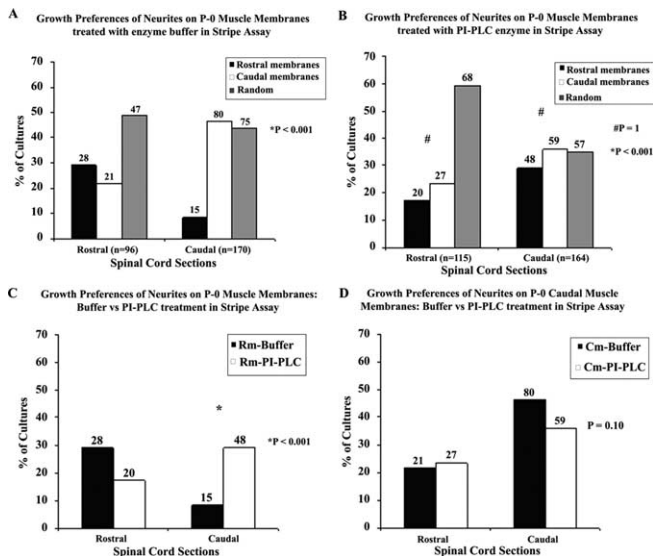 A
Growth Preferences of Neurites on P-0 Muscle Membranes
treated with enzyme buffer in Stripe Assay
Rostral membranes
Caudal membranes
Random
% of Cultures
50
40
30
20
10
0
28
21
47
15
80
75
*P < 0.001
Rostral (n=96)
Caudal (n=170)
Spinal Cord Sections
B
Growth Preferences of Neurites on P-0 Muscle Membranes
treated with PI-PLC enzyme in Stripe Assay
Rostral membranes
Caudal membranes
Random
% of Cultures
60
50
40
30
20
10
0
#
20
27
68
#
48
59
57
#P = 1
*P < 0.001
Rostral (n=115)
Caudal (n=164)
Spinal Cord Sections
C
Growth Preferences of Neurites on P-0 Muscle Membranes:
Buffer vs PI-PLC treatment in Stripe Assay
Rm-Buffer
Rm-PI-PLC
% of Cultures
50
40
30
20
10
0
28
20
*
15
48
*P < 0.001
Rostral
Caudal
Spinal Cord Sections
D
Growth Preferences of Neurites on P-0 Caudal Muscle
Membranes: Buffer vs PI-PLC treatment in Stripe Assay
Cm-Buffer
Cm-PI-PLC
% of Cultures
60
50
40
30
20
10
0
21
27
80
59
P = 0.10
Rostral
Caudal
Spinal Cord Sections